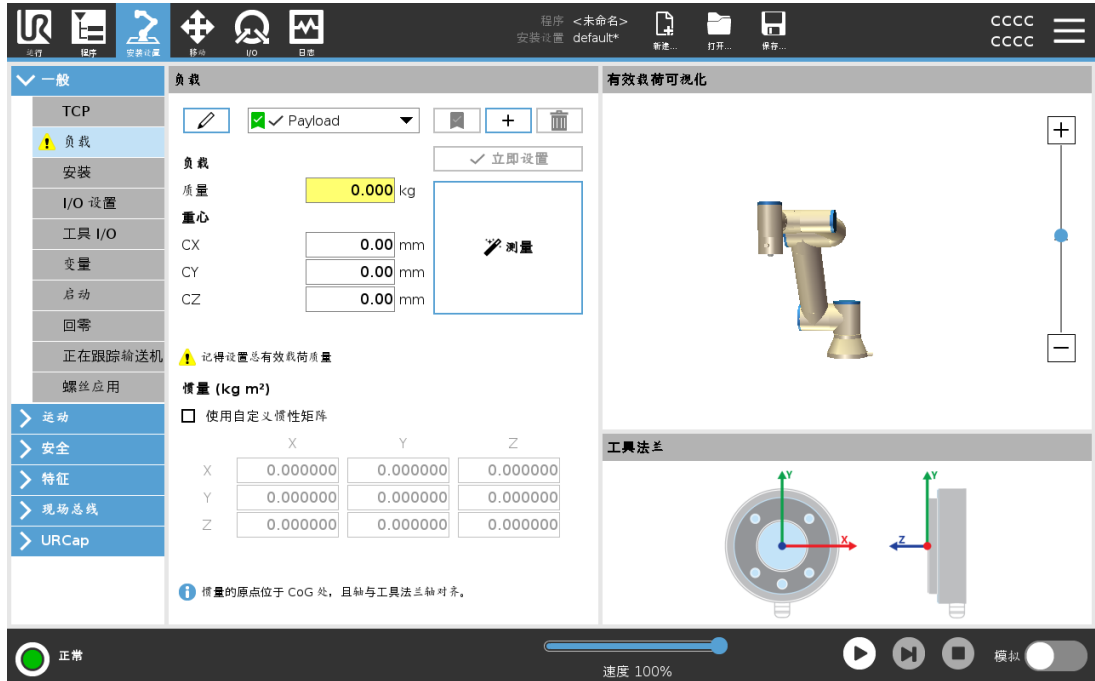 UR
运行 程序 安装设置 移动 I/O 日志
程序 <未命名>
安装设置 default*
新建... 打开... 保存...
CCCC
CCCC
一般
TCP
负载
安装
I/O 设置
工具 I/O
变量
启动
回零
正在跟踪输送机
螺丝应用
运动
安全
特征
现场总线
URCap
负载
Payload
立即设置
负载
质量 0.000 kg
重心
CX 0.00 mm
CY 0.00 mm
CZ 0.00 mm
测量
记得设置总有效载荷质量
惯量 (kg m²)
使用自定义惯性矩阵
X Y Z
X 0.000000 0.000000 0.000000
Y 0.000000 0.000000 0.000000
Z 0.000000 0.000000 0.000000
惯量的原点位于 CoG 处，且轴与工具法兰轴对齐。
有效载荷可视化
工具法兰
Y
X
Y
Z
正常
速度 100%
模拟